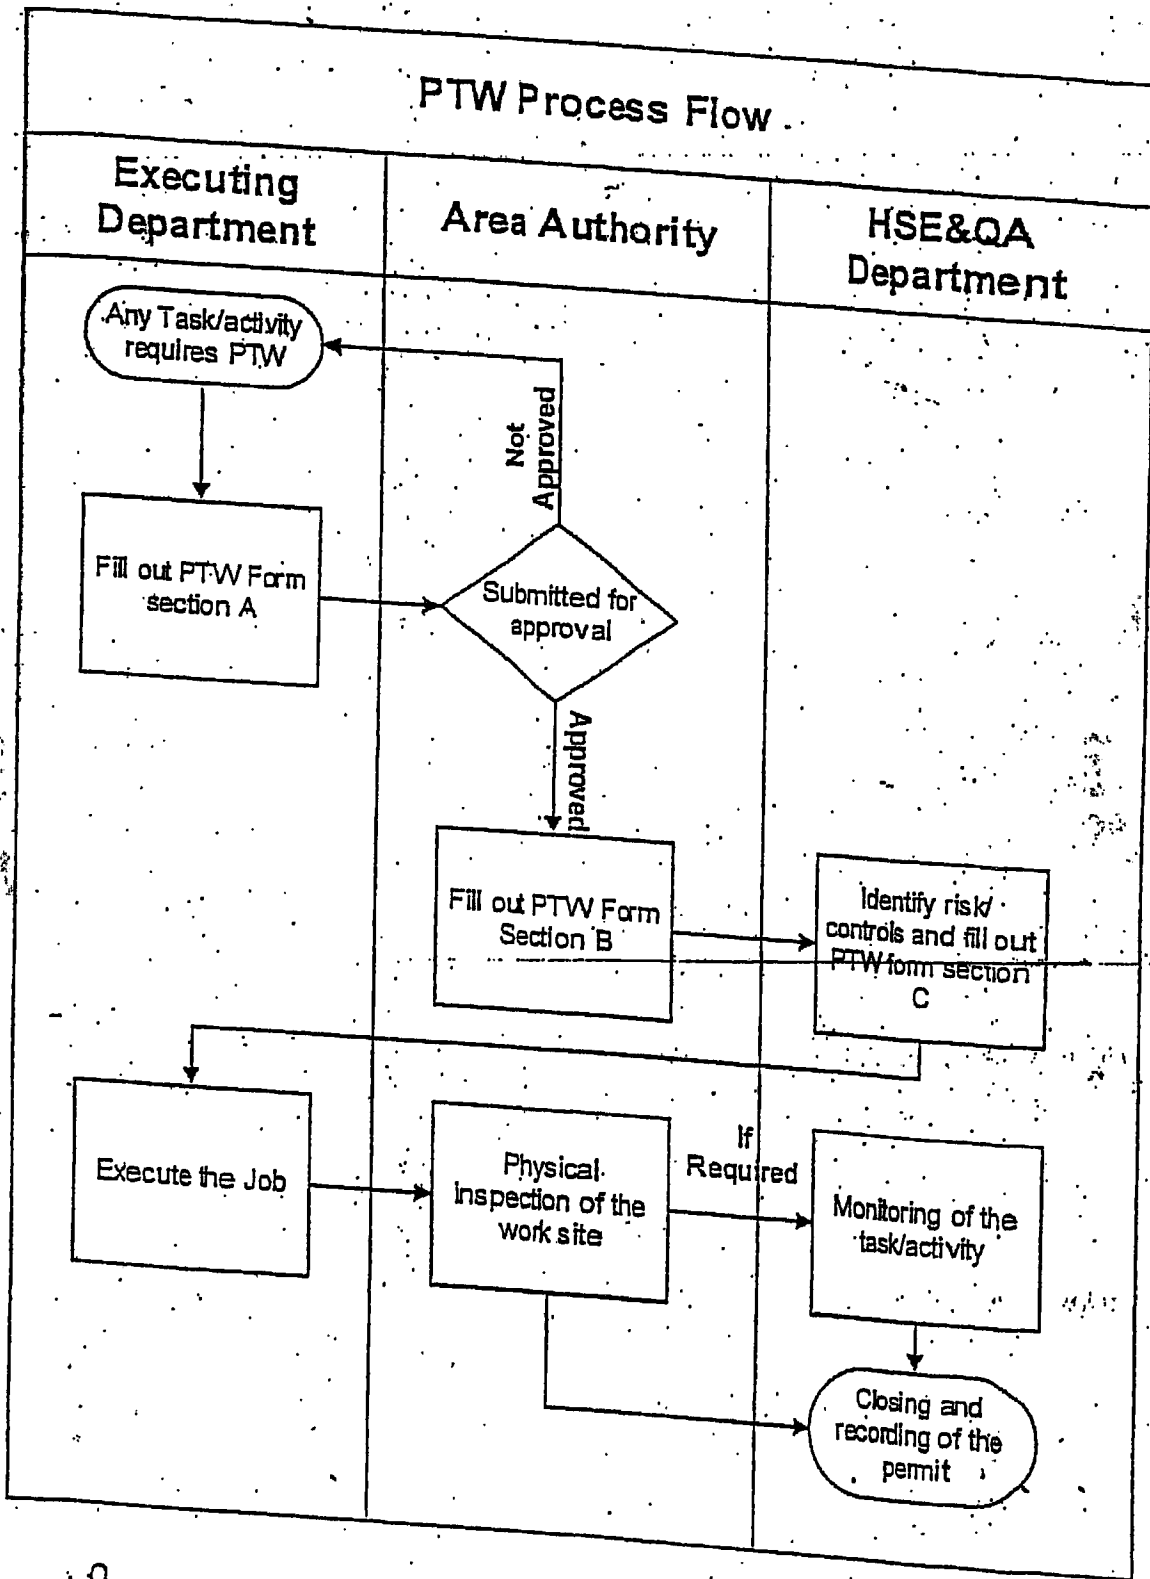 PTW Process Flow
Executing
Department
Area Authority
HSE&QA
Department
Any Task/activity
requires PTW
Not
Approved
Fill out PTW Form
section A
Submitted for
approval
Approved
Fill out PTW Form
Section B
Identify risk/
controls and fill out
PTW form section
C
Execute the Job
Physical
inspection of the
work site
If
Required
Monitoring of the
task/activity
Closing and
recording of the
permit